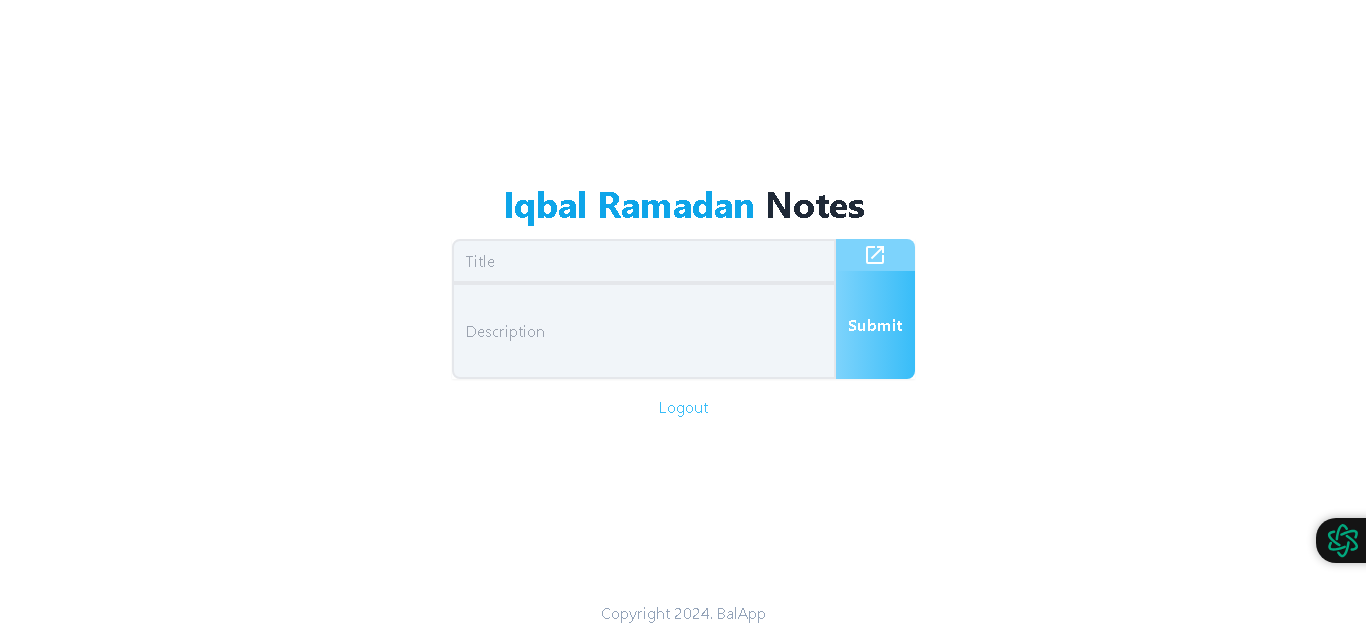 Iqbal Ramadan Notes
Title
Description
Submit
Logout
Copyright 2024. BalApp